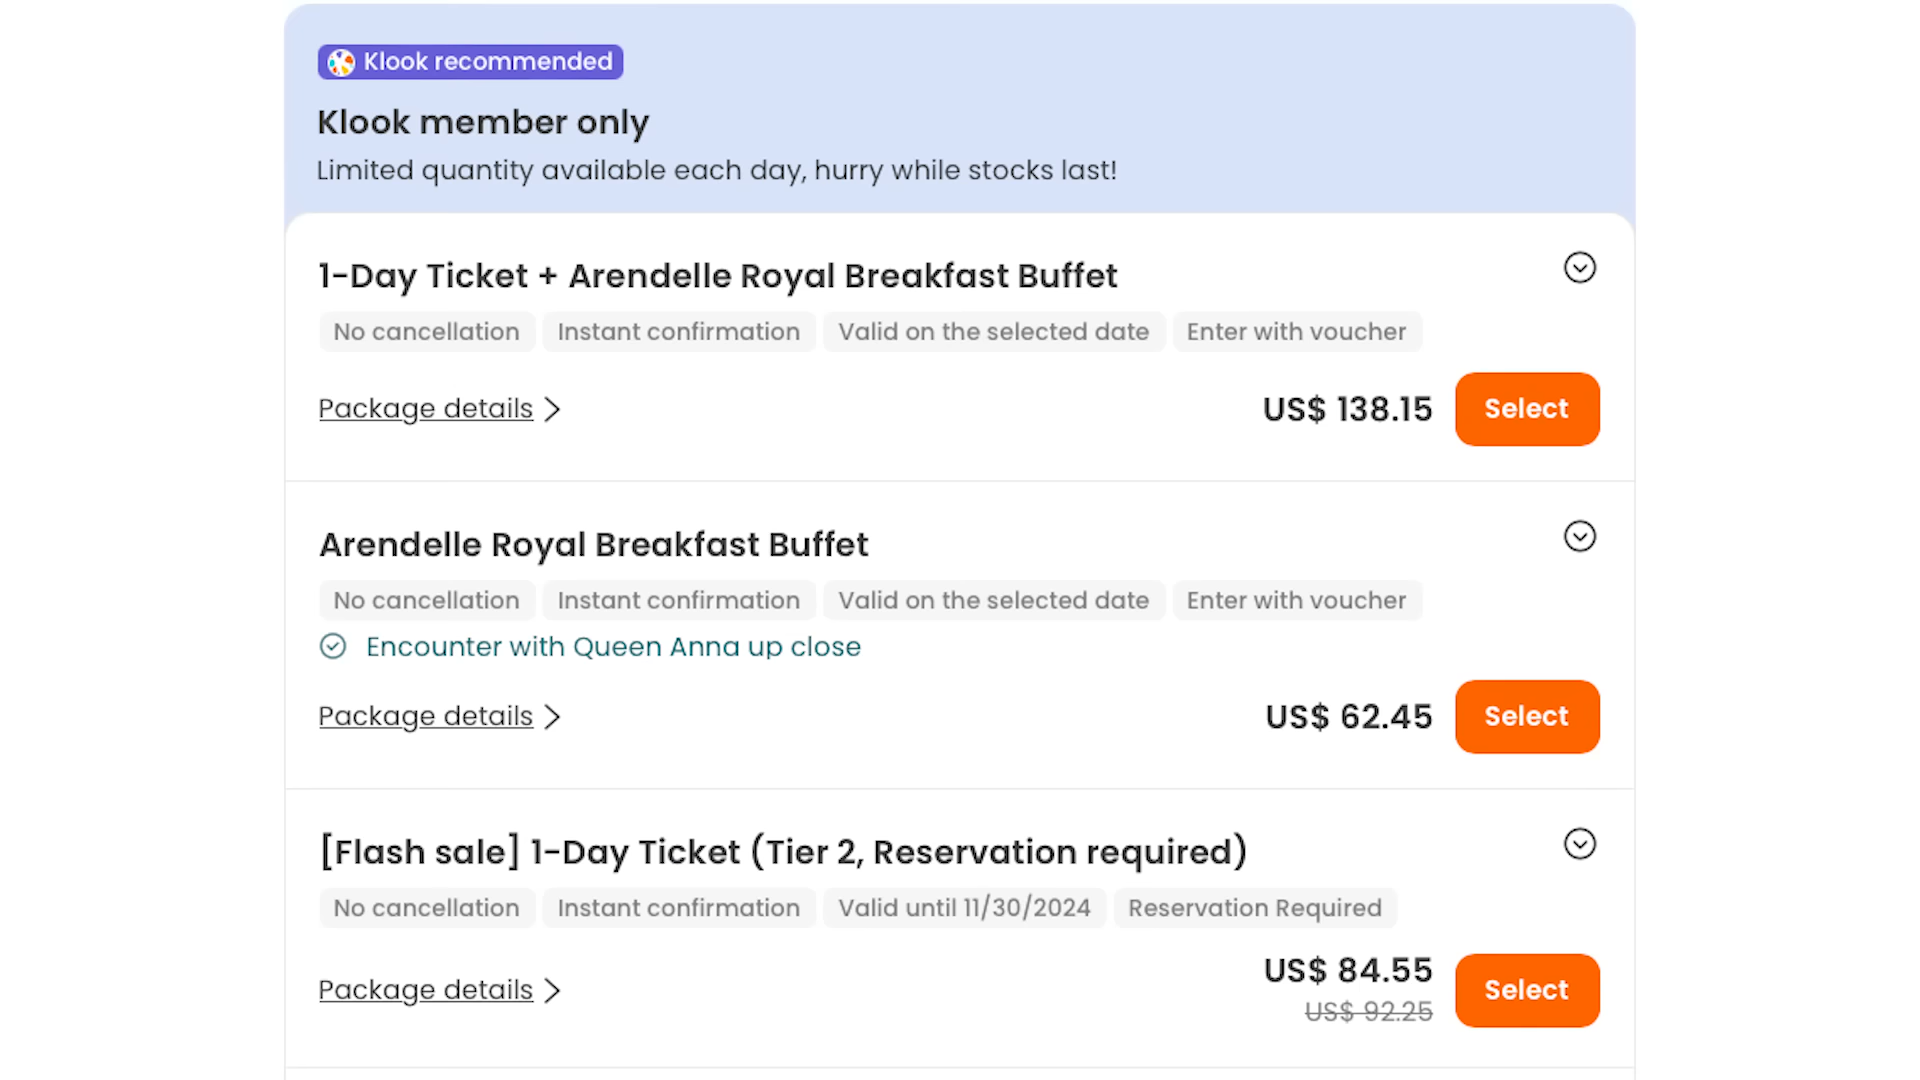 Klook recommended
Klook member only
Limited quantity available each day, hurry while stocks last!
1-Day Ticket + Arendelle Royal Breakfast Buffet
No cancellation Instant confirmation Valid on the selected date Enter with voucher
Package details US$ 138.15 Select
Arendelle Royal Breakfast Buffet
No cancellation Instant confirmation Valid on the selected date Enter with voucher
Encounter with Queen Anna up close
Package details US$ 62.45 Select
[Flash sale] 1-Day Ticket (Tier 2, Reservation required)
No cancellation Instant confirmation Valid until 11/30/2024 Reservation Required
US$ 84.55
Package details Select
US$ 92.25